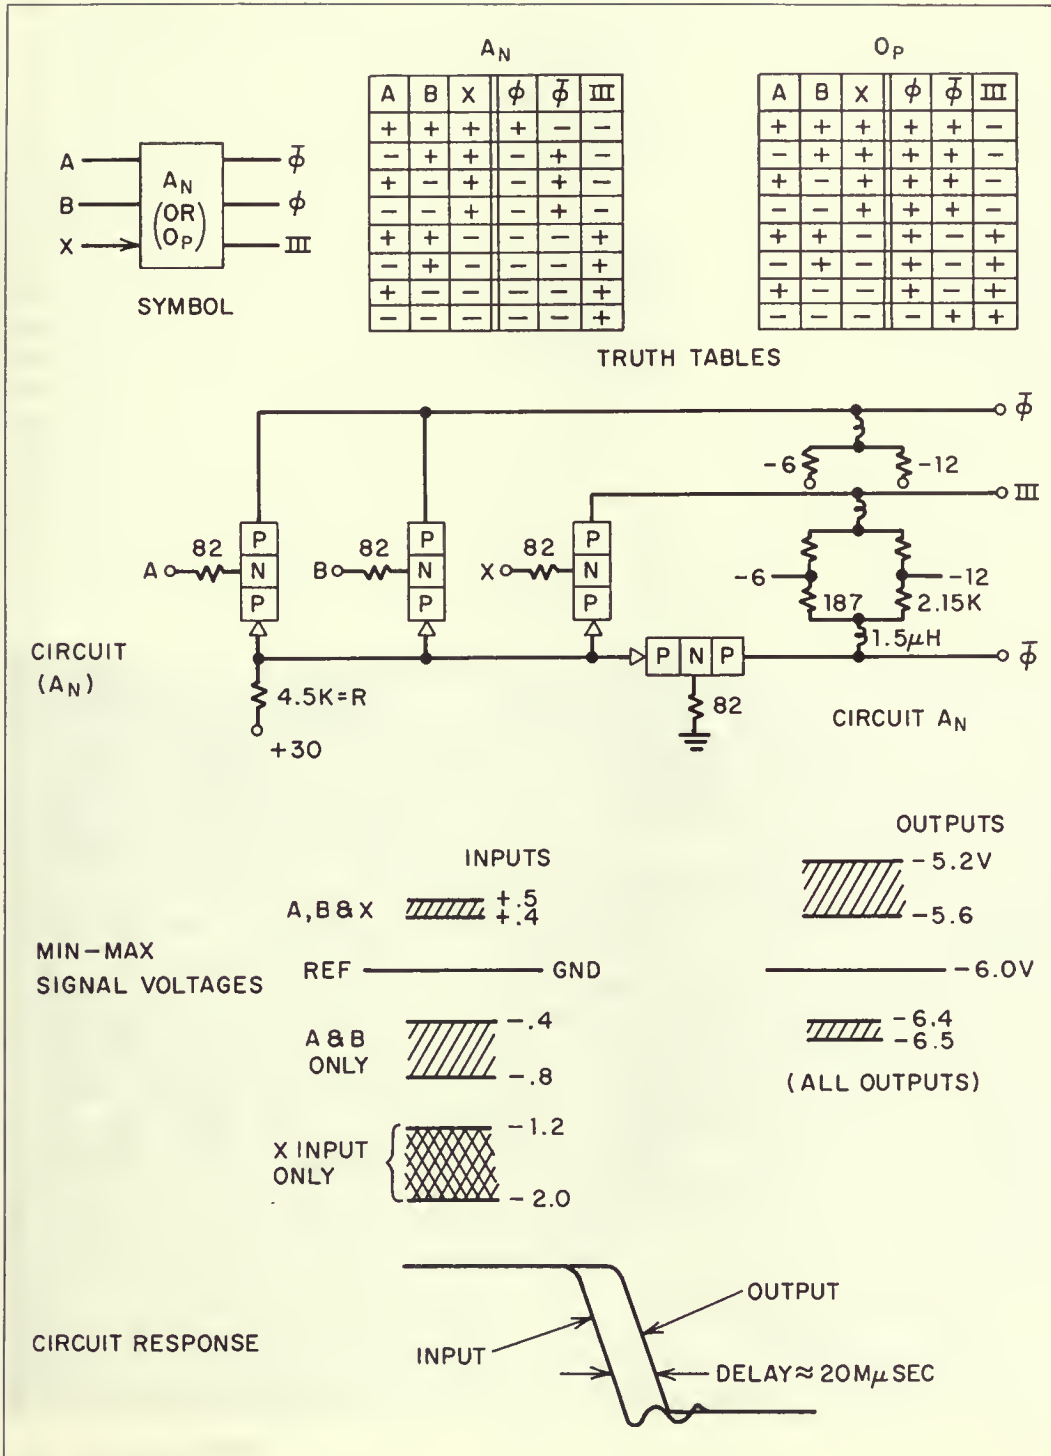 A_N
A B X ϕ ϕ̅ III
+ + + + − −
− + + − + −
+ − + − + −
− − + − + −
+ + − − − +
− + − − − +
+ − − − − +
− − − − − +
O_P
A B X ϕ ϕ̅ III
+ + + + + −
− + + + + −
+ − + + + −
− − + + + −
+ + − + − +
− + − + − +
+ − − + − +
− − − − + +
A
B
X
A_N
(OR
O_P)
ϕ̅
ϕ
III
SYMBOL
TRUTH TABLES
ϕ̅
-6
-12
III
P
N
P
A 82
P
N
P
B 82
P
N
P
X 82
-6
-12
187
2.15K
1.5μH
P N P
ϕ̅
82
CIRCUIT
(A_N)
4.5K=R
+30
CIRCUIT A_N
INPUTS
OUTPUTS
A, B & X
+.5
+.4
-5.2V
-5.6
MIN-MAX
SIGNAL VOLTAGES
REF
GND
-6.0V
A & B
ONLY
-.4
-.8
-6.4
-6.5
(ALL OUTPUTS)
X INPUT
ONLY
-1.2
-2.0
CIRCUIT RESPONSE
INPUT
OUTPUT
DELAY≈20MμSEC